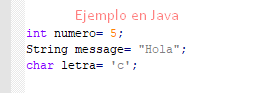 Ejemplo en Java
int numero= 5;
String message= "Hola";
char letra= 'c';